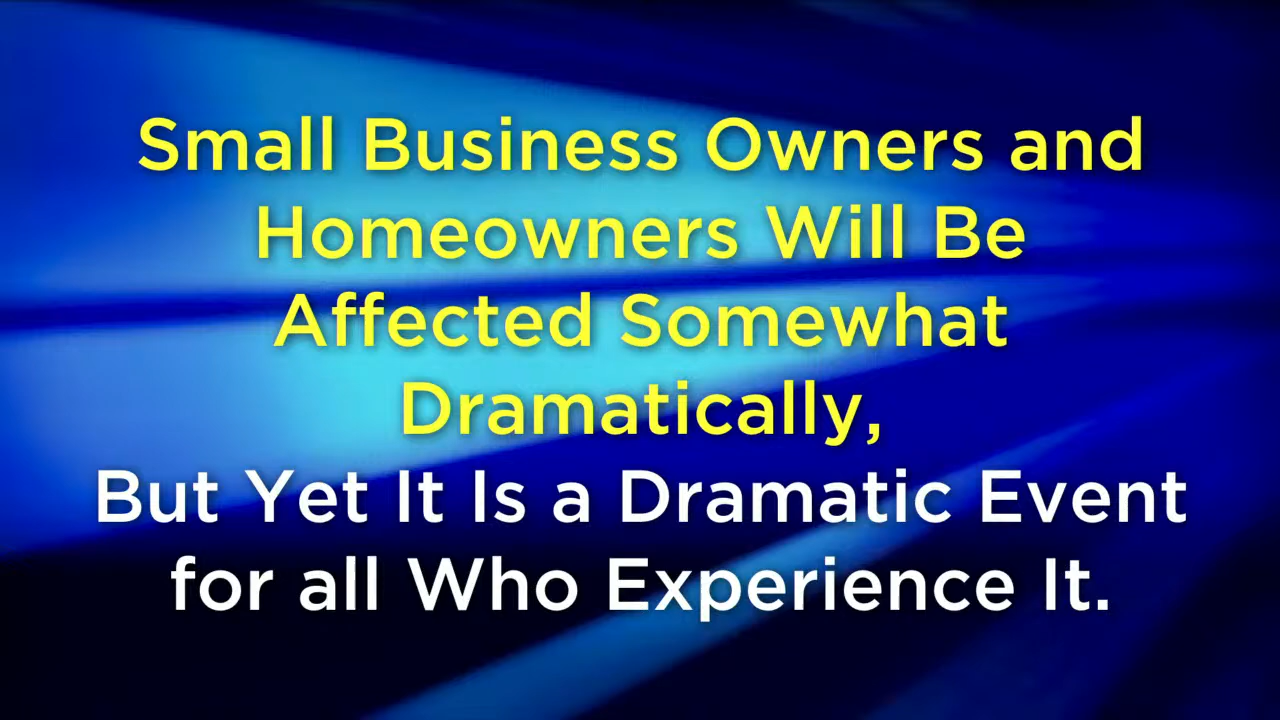 Small Business Owners and
Homeowners Will Be
Affected Somewhat
Dramatically,
But Yet It Is a Dramatic Event
for all Who Experience It.